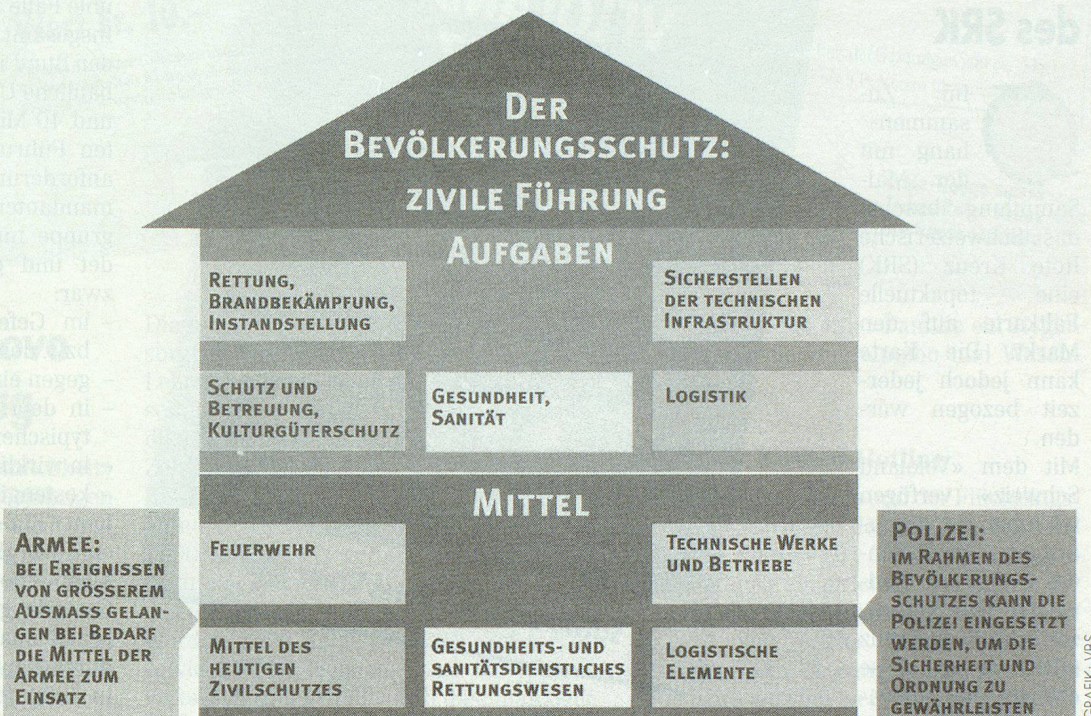 DER
BEVÖLKERUNGSSCHUTZ:
ZIVILE FÜHRUNG
AUFGABEN
RETTUNG,
BRANDBEKÄMPFUNG,
INSTANDSTELLUNG
SICHERSTELLEN
DER TECHNISCHEN
INFRASTRUKTUR
SCHUTZ UND
BETREUUNG,
KULTURGÜTERSCHUTZ
GESUNDHEIT,
SANITÄT
LOGISTIK
MITTEL
ARMEE:
BEI EREIGNISSEN
VON GRÖSSEREM
AUSMASS GELAN-
GEN BEI BEDARF
DIE MITTEL DER
ARMEE ZUM
EINSATZ
FEUERWEHR
TECHNISCHE WERKE
UND BETRIEBE
MITTEL DES
HEUTIGEN
ZIVILSCHUTZES
GESUNDHEITS- UND
SANITÄTSDIENSTLICHES
RETTUNGSWESEN
LOGISTISCHE
ELEMENTE
POLIZEI:
IM RAHMEN DES
BEVÖLKERUNGS-
SCHUTZES KANN DIE
POLIZEI EINGESETZT
WERDEN, UM DIE
SICHERHEIT UND
ORDNUNG ZU
GEWÄHRLEISTEN
GRAFIK: VBS